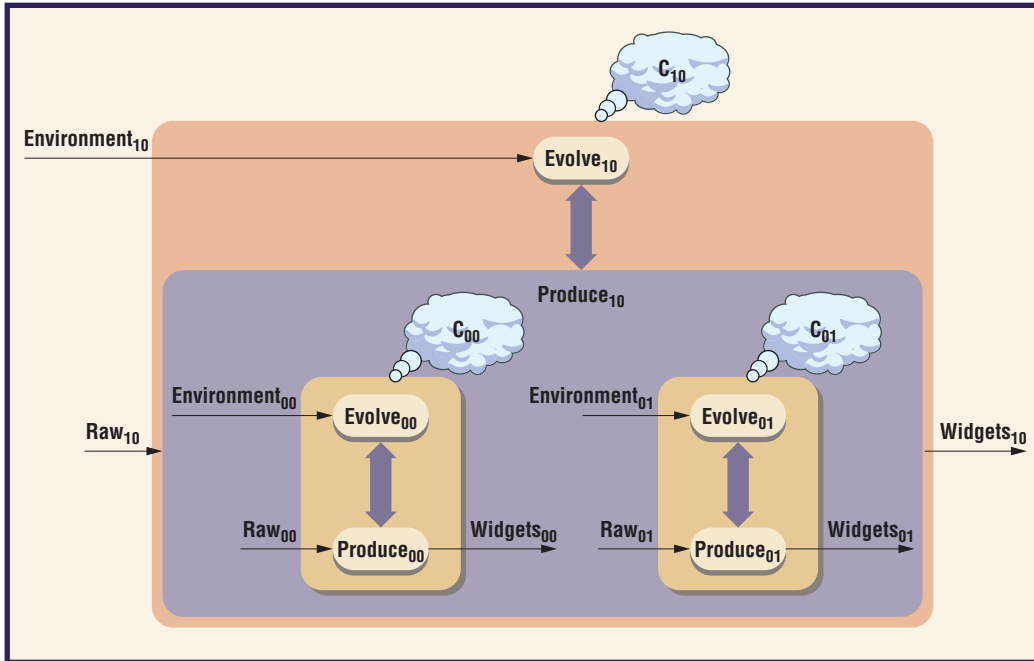 C10
Environment10
Evolve10
Produce10
C00
C01
Environment00
Evolve00
Environment01
Evolve01
Raw10
Widgets10
Raw00
Produce00
Widgets00
Raw01
Produce01
Widgets01